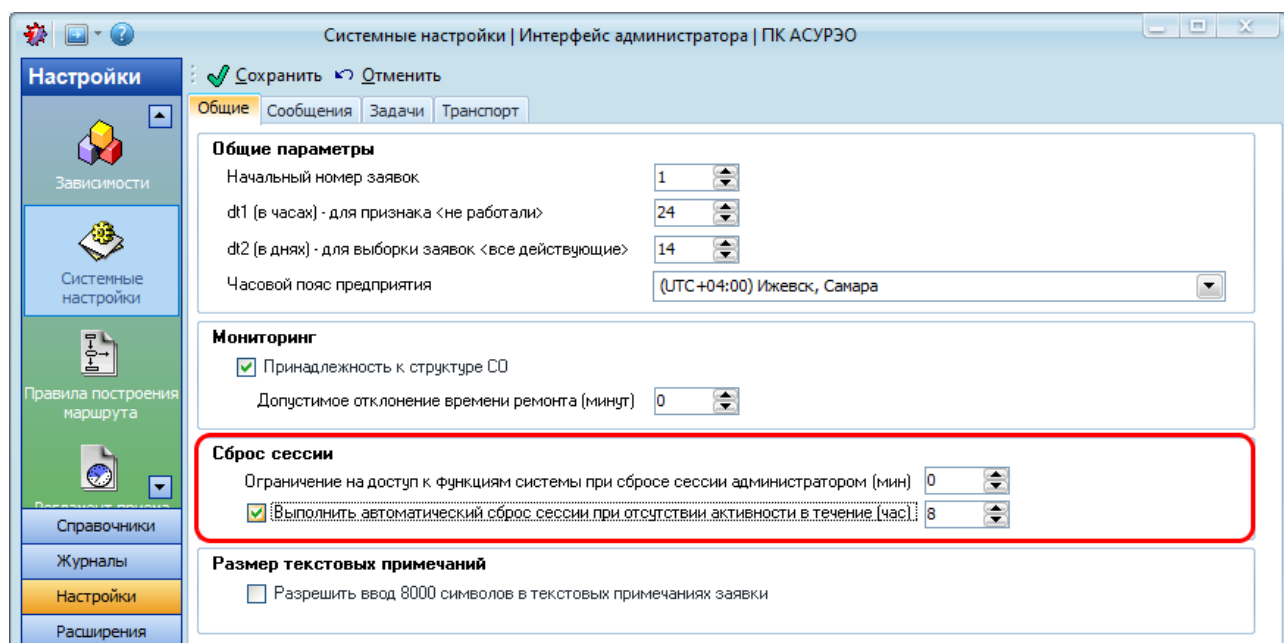 Системные настройки | Интерфейс администратора | ПК АСУРЭО
Настройки
Сохранить Отменить
Общие Сообщения Задачи Транспорт
Зависимости
Системные
настройки
Правила построения
маршрута
Справочники
Журналы
Настройки
Расширения
Общие параметры
Начальный номер заявок 1
dt1 (в часах) - для признака <не работали> 24
dt2 (в днях) - для выборки заявок <все действующие> 14
Часовой пояс предприятия (UTC+04:00) Ижевск, Самара
Мониторинг
Принадлежность к структуре СО
Допустимое отклонение времени ремонта (минут) 0
Сброс сессии
Ограничение на доступ к функциям системы при сбросе сессии администратором (мин) 0
Выполнить автоматический сброс сессии при отсутствии активности в течение (час) 8
Размер текстовых примечаний
Разрешить ввод 8000 символов в текстовых примечаниях заявки